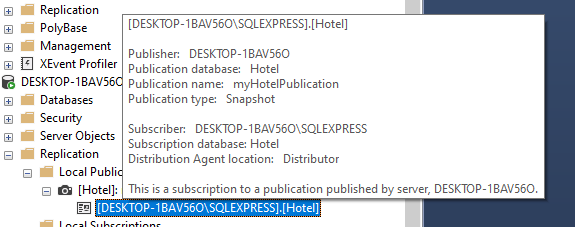 Replication
PolyBase
Management
XEvent Profiler
DESKTOP-1BAV56O
Databases
Security
Server Objects
Replication
Local Public
[Hotel]:
[DESKTOP-1BAV56O\SQLEXPRESS].[Hotel]
Local Subscriptions
[DESKTOP-1BAV56O\SQLEXPRESS].[Hotel]
Publisher: DESKTOP-1BAV56O
Publication database: Hotel
Publication name: myHotelPublication
Publication type: Snapshot
Subscriber: DESKTOP-1BAV56O\SQLEXPRESS
Subscription database: Hotel
Distribution Agent location: Distributor
This is a subscription to a publication published by server, DESKTOP-1BAV56O.